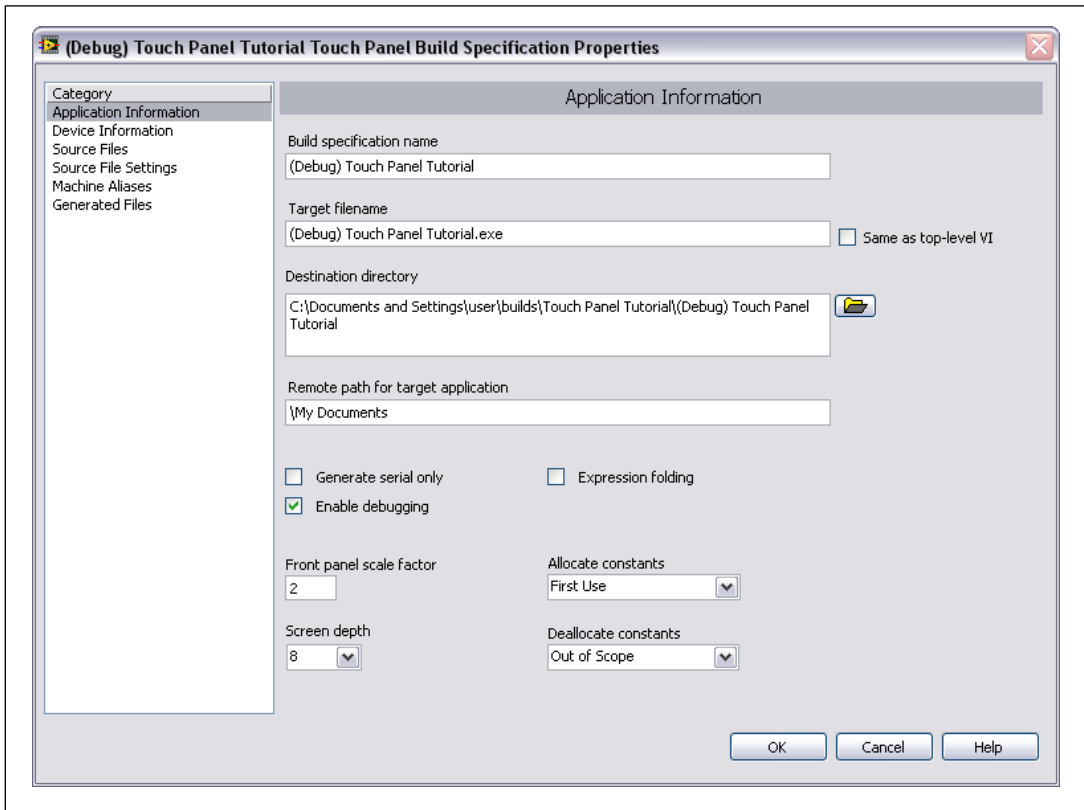 (Debug) Touch Panel Tutorial Touch Panel Build Specification Properties
Category
Application Information
Device Information
Source Files
Source File Settings
Machine Aliases
Generated Files
Application Information
Build specification name
(Debug) Touch Panel Tutorial
Target filename
(Debug) Touch Panel Tutorial.exe
Same as top-level VI
Destination directory
C:\Documents and Settings\user\builds\Touch Panel Tutorial\(Debug) Touch Panel
Tutorial
Remote path for target application
\My Documents
Generate serial only
Expression folding
Enable debugging
Front panel scale factor
2
Allocate constants
First Use
Screen depth
8
Deallocate constants
Out of Scope
OK
Cancel
Help